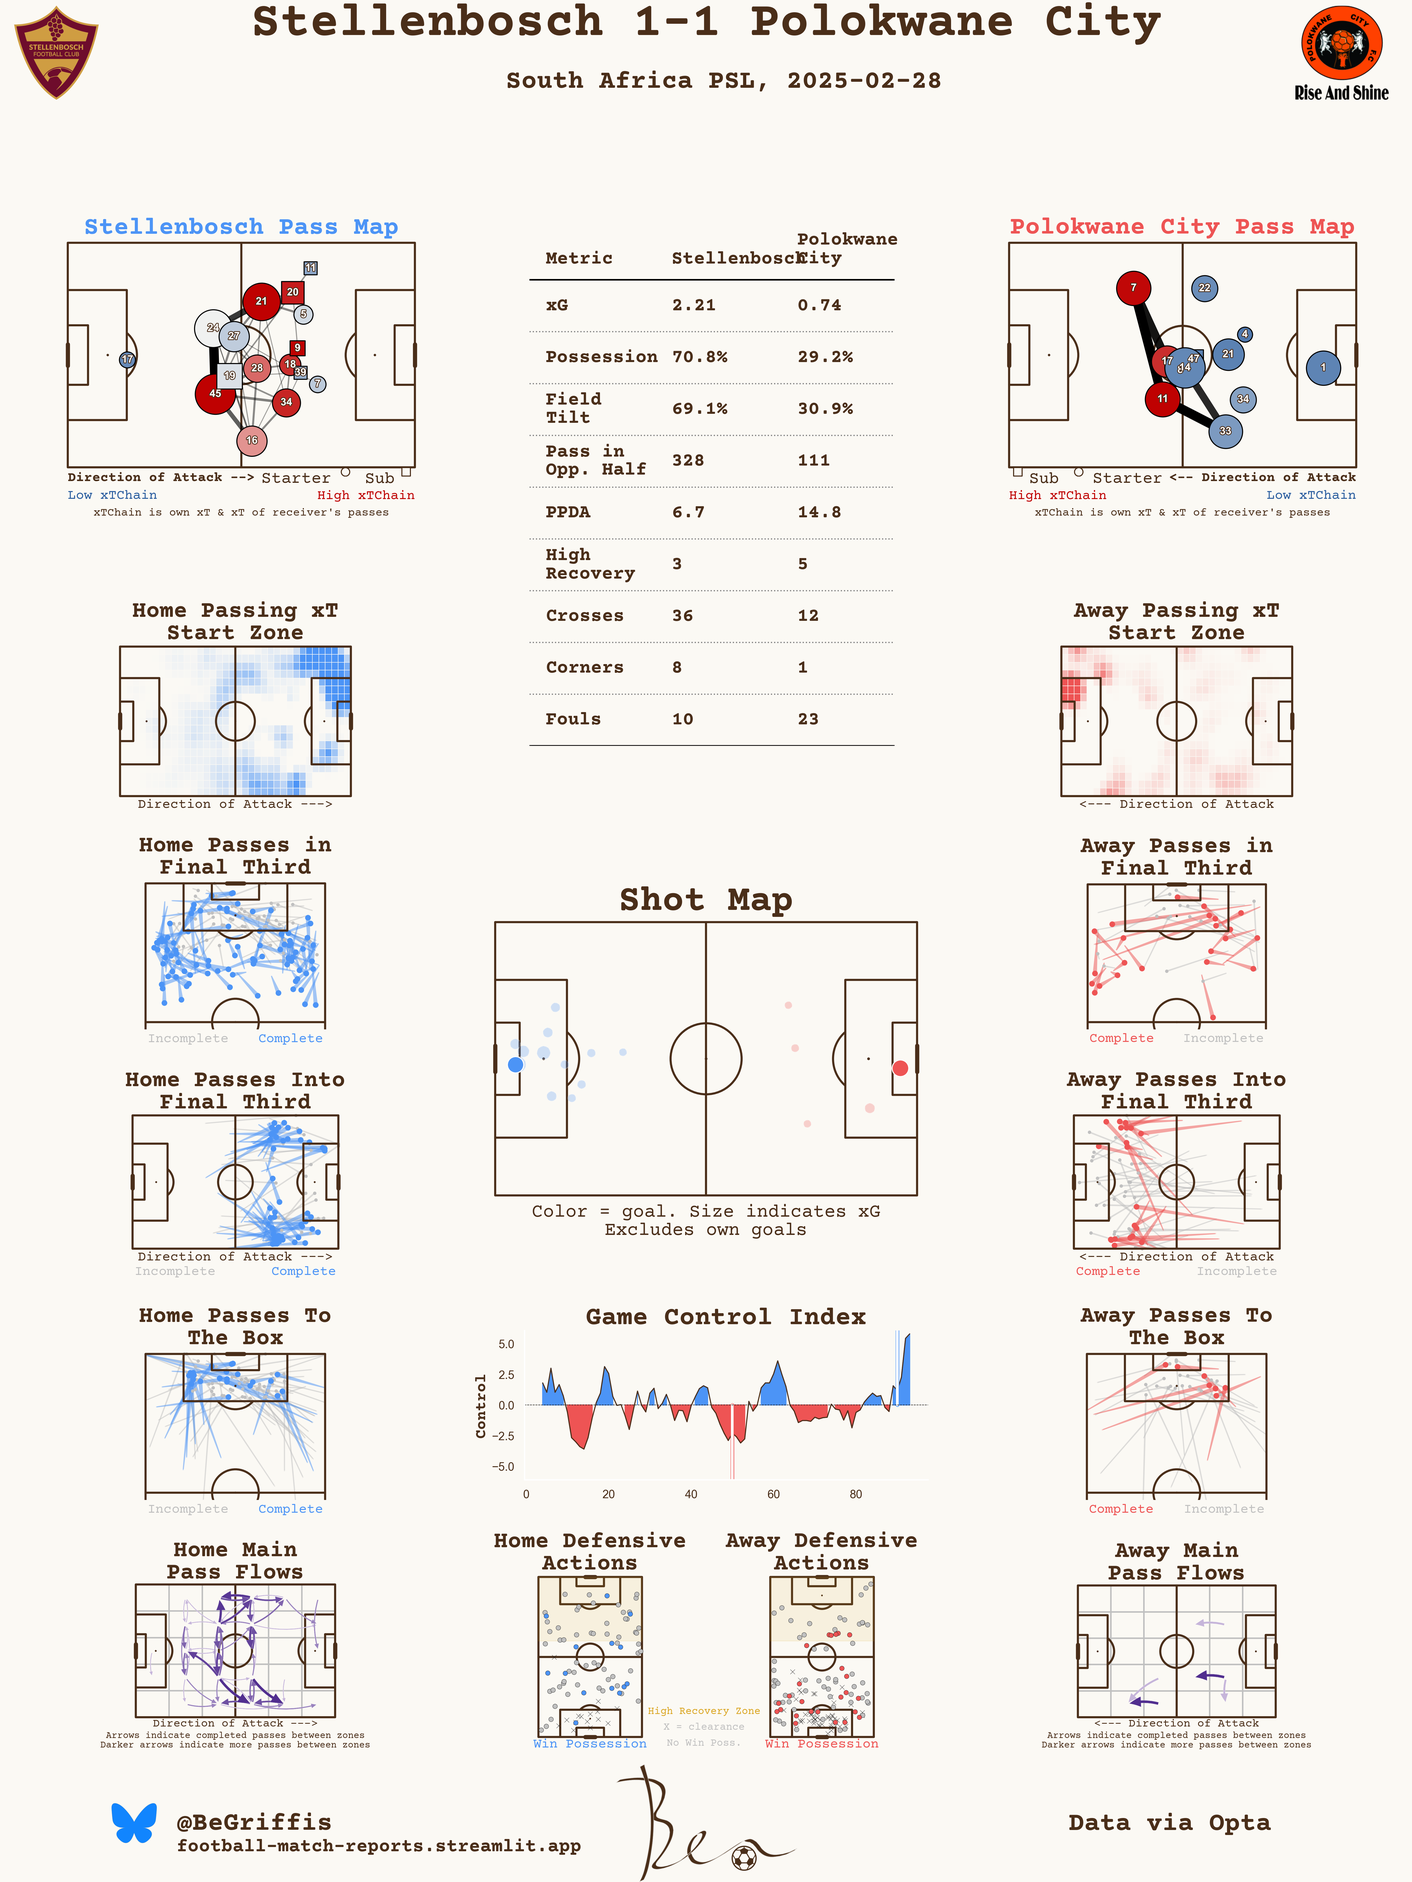 Stellenbosch 1-1 Polokwane City
South Africa PSL, 2025-02-28
STELLENBOSCH
FOOTBALL CLUB
POLOKWANE CITY F.C
Rise And Shine
Stellenbosch Pass Map
11
20
21
5
24
27
17
9
18
28
39
19
7
45
34
16
Direction of Attack --> Starter Sub
Low xTChain High xTChain
xTChain is own xT & xT of receiver's passes
Metric Stellenbosch Polokwane City
xG 2.21 0.74
Possession 70.8% 29.2%
Field Tilt 69.1% 30.9%
Pass in Opp. Half 328 111
PPDA 6.7 14.8
High Recovery 3 5
Crosses 36 12
Corners 8 1
Fouls 10 23
Polokwane City Pass Map
7
22
4
17
47
21
14
1
11
34
33
Sub Starter <-- Direction of Attack
High xTChain Low xTChain
xTChain is own xT & xT of receiver's passes
Home Passing xT
Start Zone
Direction of Attack --->
Away Passing xT
Start Zone
<--- Direction of Attack
Home Passes in
Final Third
Incomplete Complete
Away Passes in
Final Third
Complete Incomplete
Shot Map
Color = goal. Size indicates xG
Excludes own goals
Home Passes Into
Final Third
Direction of Attack --->
Incomplete Complete
Away Passes Into
Final Third
<--- Direction of Attack
Complete Incomplete
Home Passes To
The Box
Incomplete Complete
Game Control Index
Control
5.0
2.5
0.0
−2.5
−5.0
0 20 40 60 80
Away Passes To
The Box
Complete Incomplete
Home Main
Pass Flows
Direction of Attack --->
Arrows indicate completed passes between zones
Darker arrows indicate more passes between zones
Home Defensive
Actions
Win Possession
High Recovery Zone
X = clearance
No Win Poss.
Away Defensive
Actions
Win Possession
Away Main
Pass Flows
<--- Direction of Attack
Arrows indicate completed passes between zones
Darker arrows indicate more passes between zones
@BeGriffis
football-match-reports.streamlit.app
Ben
Data via Opta